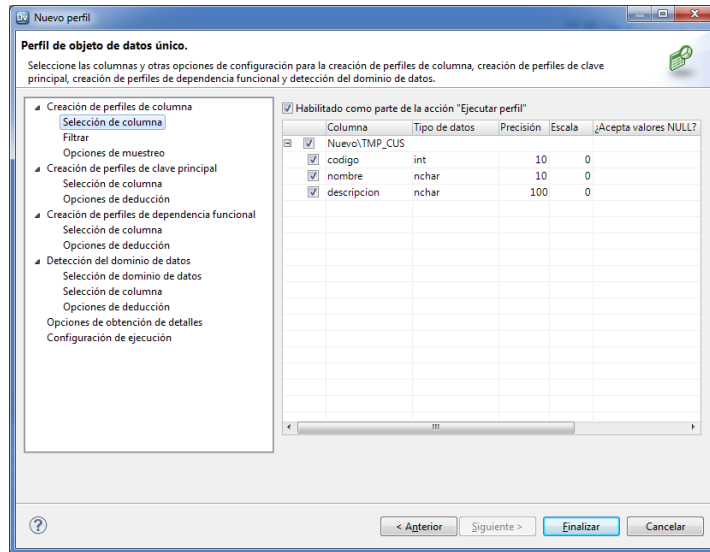 Dv Nuevo perfil
Perfil de objeto de datos único.
Seleccione las columnas y otras opciones de configuración para la creación de perfiles de columna, creación de perfiles de clave
principal, creación de perfiles de dependencia funcional y detección del dominio de datos.
Creación de perfiles de columna
Selección de columna
Filtrar
Opciones de muestreo
Creación de perfiles de clave principal
Selección de columna
Opciones de deducción
Creación de perfiles de dependencia funcional
Selección de columna
Opciones de deducción
Detección del dominio de datos
Selección de dominio de datos
Selección de columna
Opciones de deducción
Opciones de obtención de detalles
Configuración de ejecución
Habilitado como parte de la acción "Ejecutar perfil"
Columna Tipo de datos Precisión Escala ¿Acepta valores NULL?
Nuevo\TMP_CUS
codigo int 10 0
nombre nchar 10 0
descripcion nchar 100 0
? < Anterior Siguiente > Finalizar Cancelar